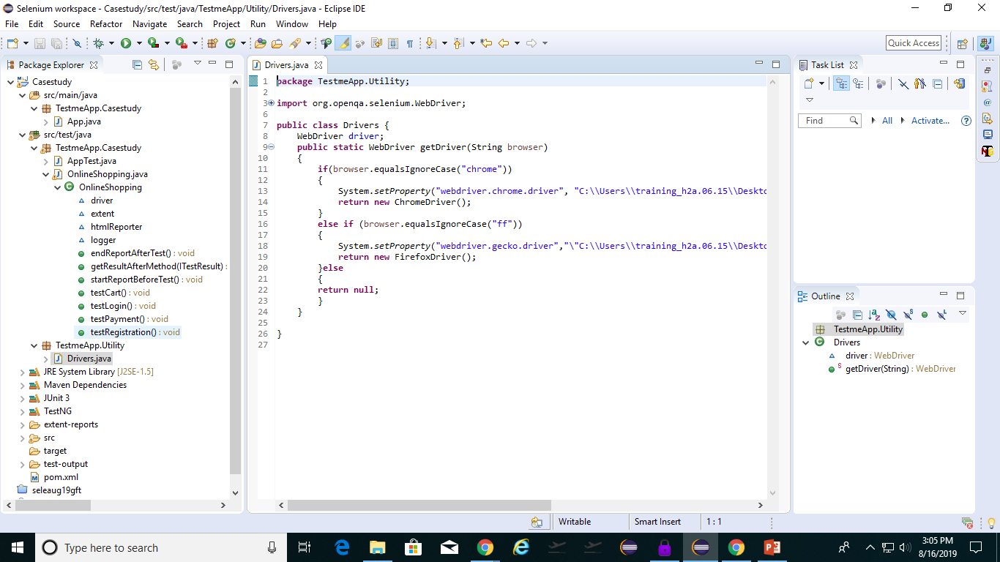 Selenium workspace - Casestudy/src/test/java/TestmeApp/Utility/Drivers.java - Eclipse IDE
File Edit Source Refactor Navigate Search Project Run Window Help
Quick Access
Package Explorer
Casestudy
src/main/java
TestmeApp.Casestudy
App.java
src/test/java
TestmeApp.Casestudy
AppTest.java
OnlineShopping.java
OnlineShopping
driver
extent
htmlReporter
logger
endReportAfterTest() : void
getResultAfterMethod(ITestResult) :
startReportBeforeTest() : void
testCart() : void
testLogin() : void
testPayment() : void
testRegistration() : void
TestmeApp.Utility
Drivers.java
JRE System Library [J2SE-1.5]
Maven Dependencies
JUnit 3
TestNG
extent-reports
src
target
test-output
pom.xml
seleaug19gft
Drivers.java
1 package TestmeApp.Utility;
2
3 import org.openqa.selenium.WebDriver;
6
7 public class Drivers {
8 WebDriver driver;
9 public static WebDriver getDriver(String browser)
10 {
11 if(browser.equalsIgnoreCase("chrome"))
12 {
13 System.setProperty("webdriver.chrome.driver", "C:\\Users\\training_h2a.06.15\\Deskto
14 return new ChromeDriver();
15 }
16 else if (browser.equalsIgnoreCase("ff"))
17 {
18 System.setProperty("webdriver.gecko.driver","\"C:\\Users\\training_h2a.06.15\\Deskto
19 return new FirefoxDriver();
20 }else
21 {
22 return null;
23 }
24 }
25
26 }
27
Task List
Find All Activate...
Outline
TestmeApp.Utility
Drivers
driver : WebDriver
getDriver(String) : WebDriver
Writable Smart Insert 1 : 1
Type here to search
3:05 PM
8/16/2019